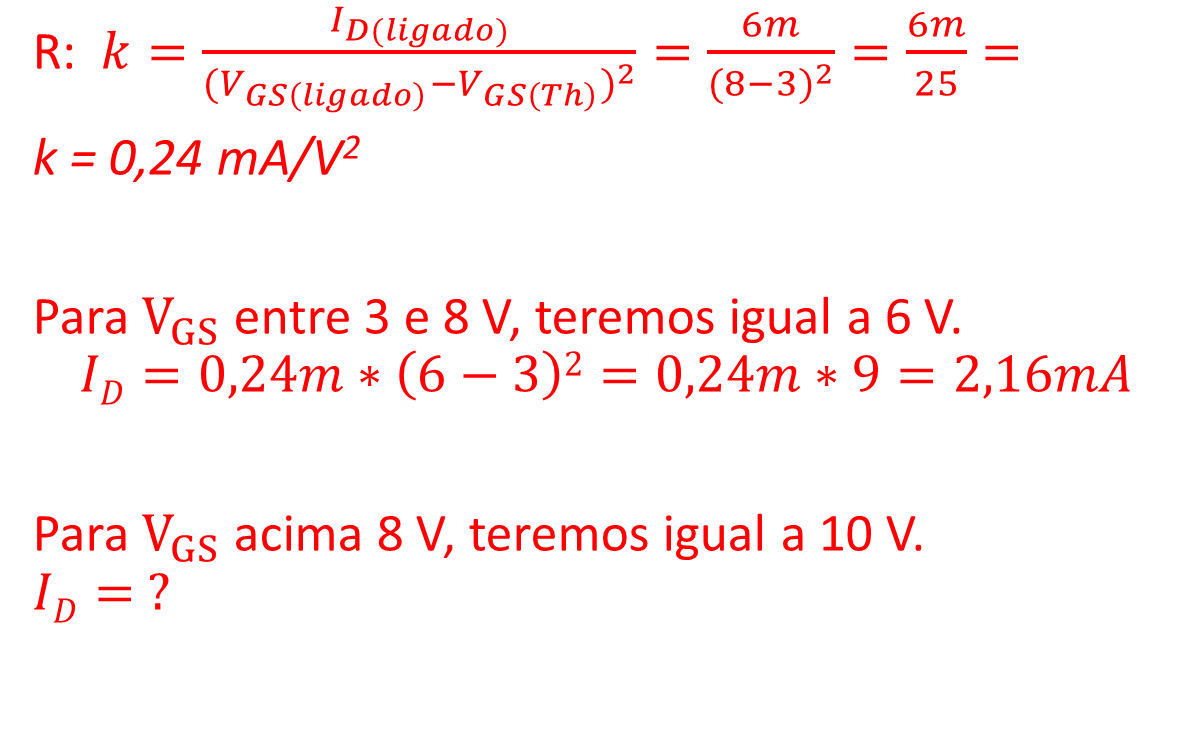 R: k = I_D(ligado) / (V_GS(ligado) − V_GS(Th))² = 6m / (8−3)² = 6m / 25 =
k = 0,24 mA/V²
Para V_GS entre 3 e 8 V, teremos igual a 6 V.
I_D = 0,24m ∗ (6 − 3)² = 0,24m ∗ 9 = 2,16mA
Para V_GS acima 8 V, teremos igual a 10 V.
I_D = ?